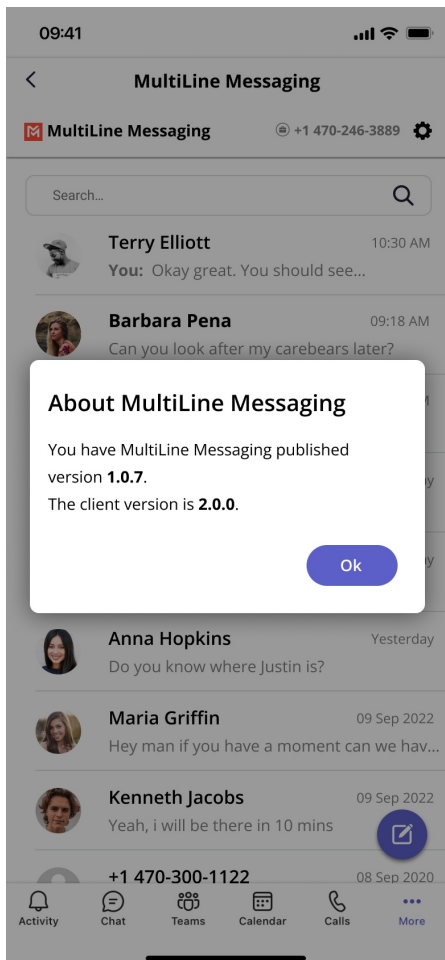 09:41
MultiLine Messaging
MultiLine Messaging
+1 470-246-3889
Search...
Terry Elliott 10:30 AM
You: Okay great. You should see...
Barbara Pena 09:18 AM
Can you look after my carebears later?
About MultiLine Messaging
You have MultiLine Messaging published
version 1.0.7.
The client version is 2.0.0.
Ok
Anna Hopkins Yesterday
Do you know where Justin is?
Maria Griffin 09 Sep 2022
Hey man if you have a moment can we hav...
Kenneth Jacobs 09 Sep 2022
Yeah, i will be there in 10 mins
+1 470-300-1122 08 Sep 2020
Activity Chat Teams Calendar Calls More